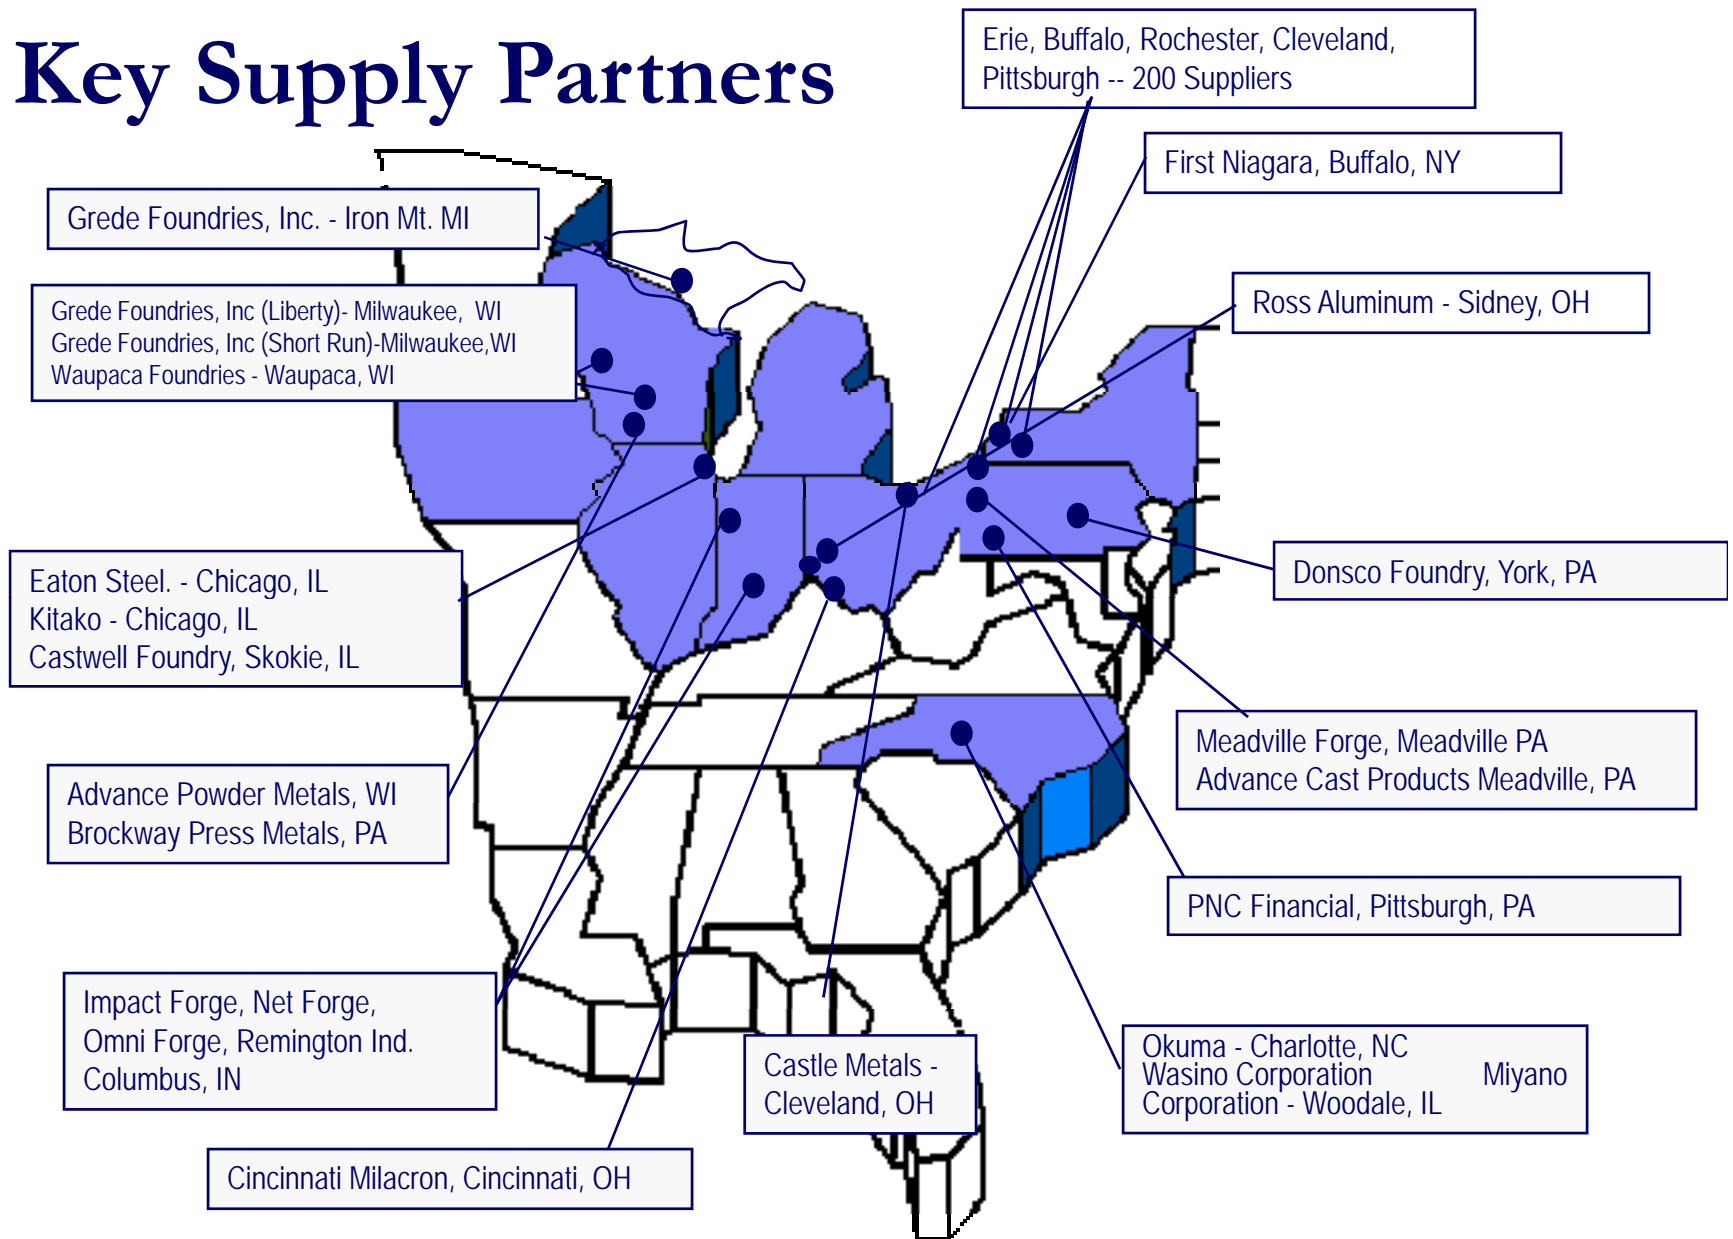 Key Supply Partners
Erie, Buffalo, Rochester, Cleveland,
Pittsburgh -- 200 Suppliers
First Niagara, Buffalo, NY
Grede Foundries, Inc. - Iron Mt. MI
Ross Aluminum - Sidney, OH
Grede Foundries, Inc (Liberty)- Milwaukee, WI
Grede Foundries, Inc (Short Run)-Milwaukee,WI
Waupaca Foundries - Waupaca, WI
Donsco Foundry, York, PA
Eaton Steel. - Chicago, IL
Kitako - Chicago, IL
Castwell Foundry, Skokie, IL
Meadville Forge, Meadville PA
Advance Cast Products Meadville, PA
Advance Powder Metals, WI
Brockway Press Metals, PA
PNC Financial, Pittsburgh, PA
Impact Forge, Net Forge,
Omni Forge, Remington Ind.
Columbus, IN
Castle Metals -
Cleveland, OH
Okuma - Charlotte, NC
Wasino Corporation Miyano
Corporation - Woodale, IL
Cincinnati Milacron, Cincinnati, OH